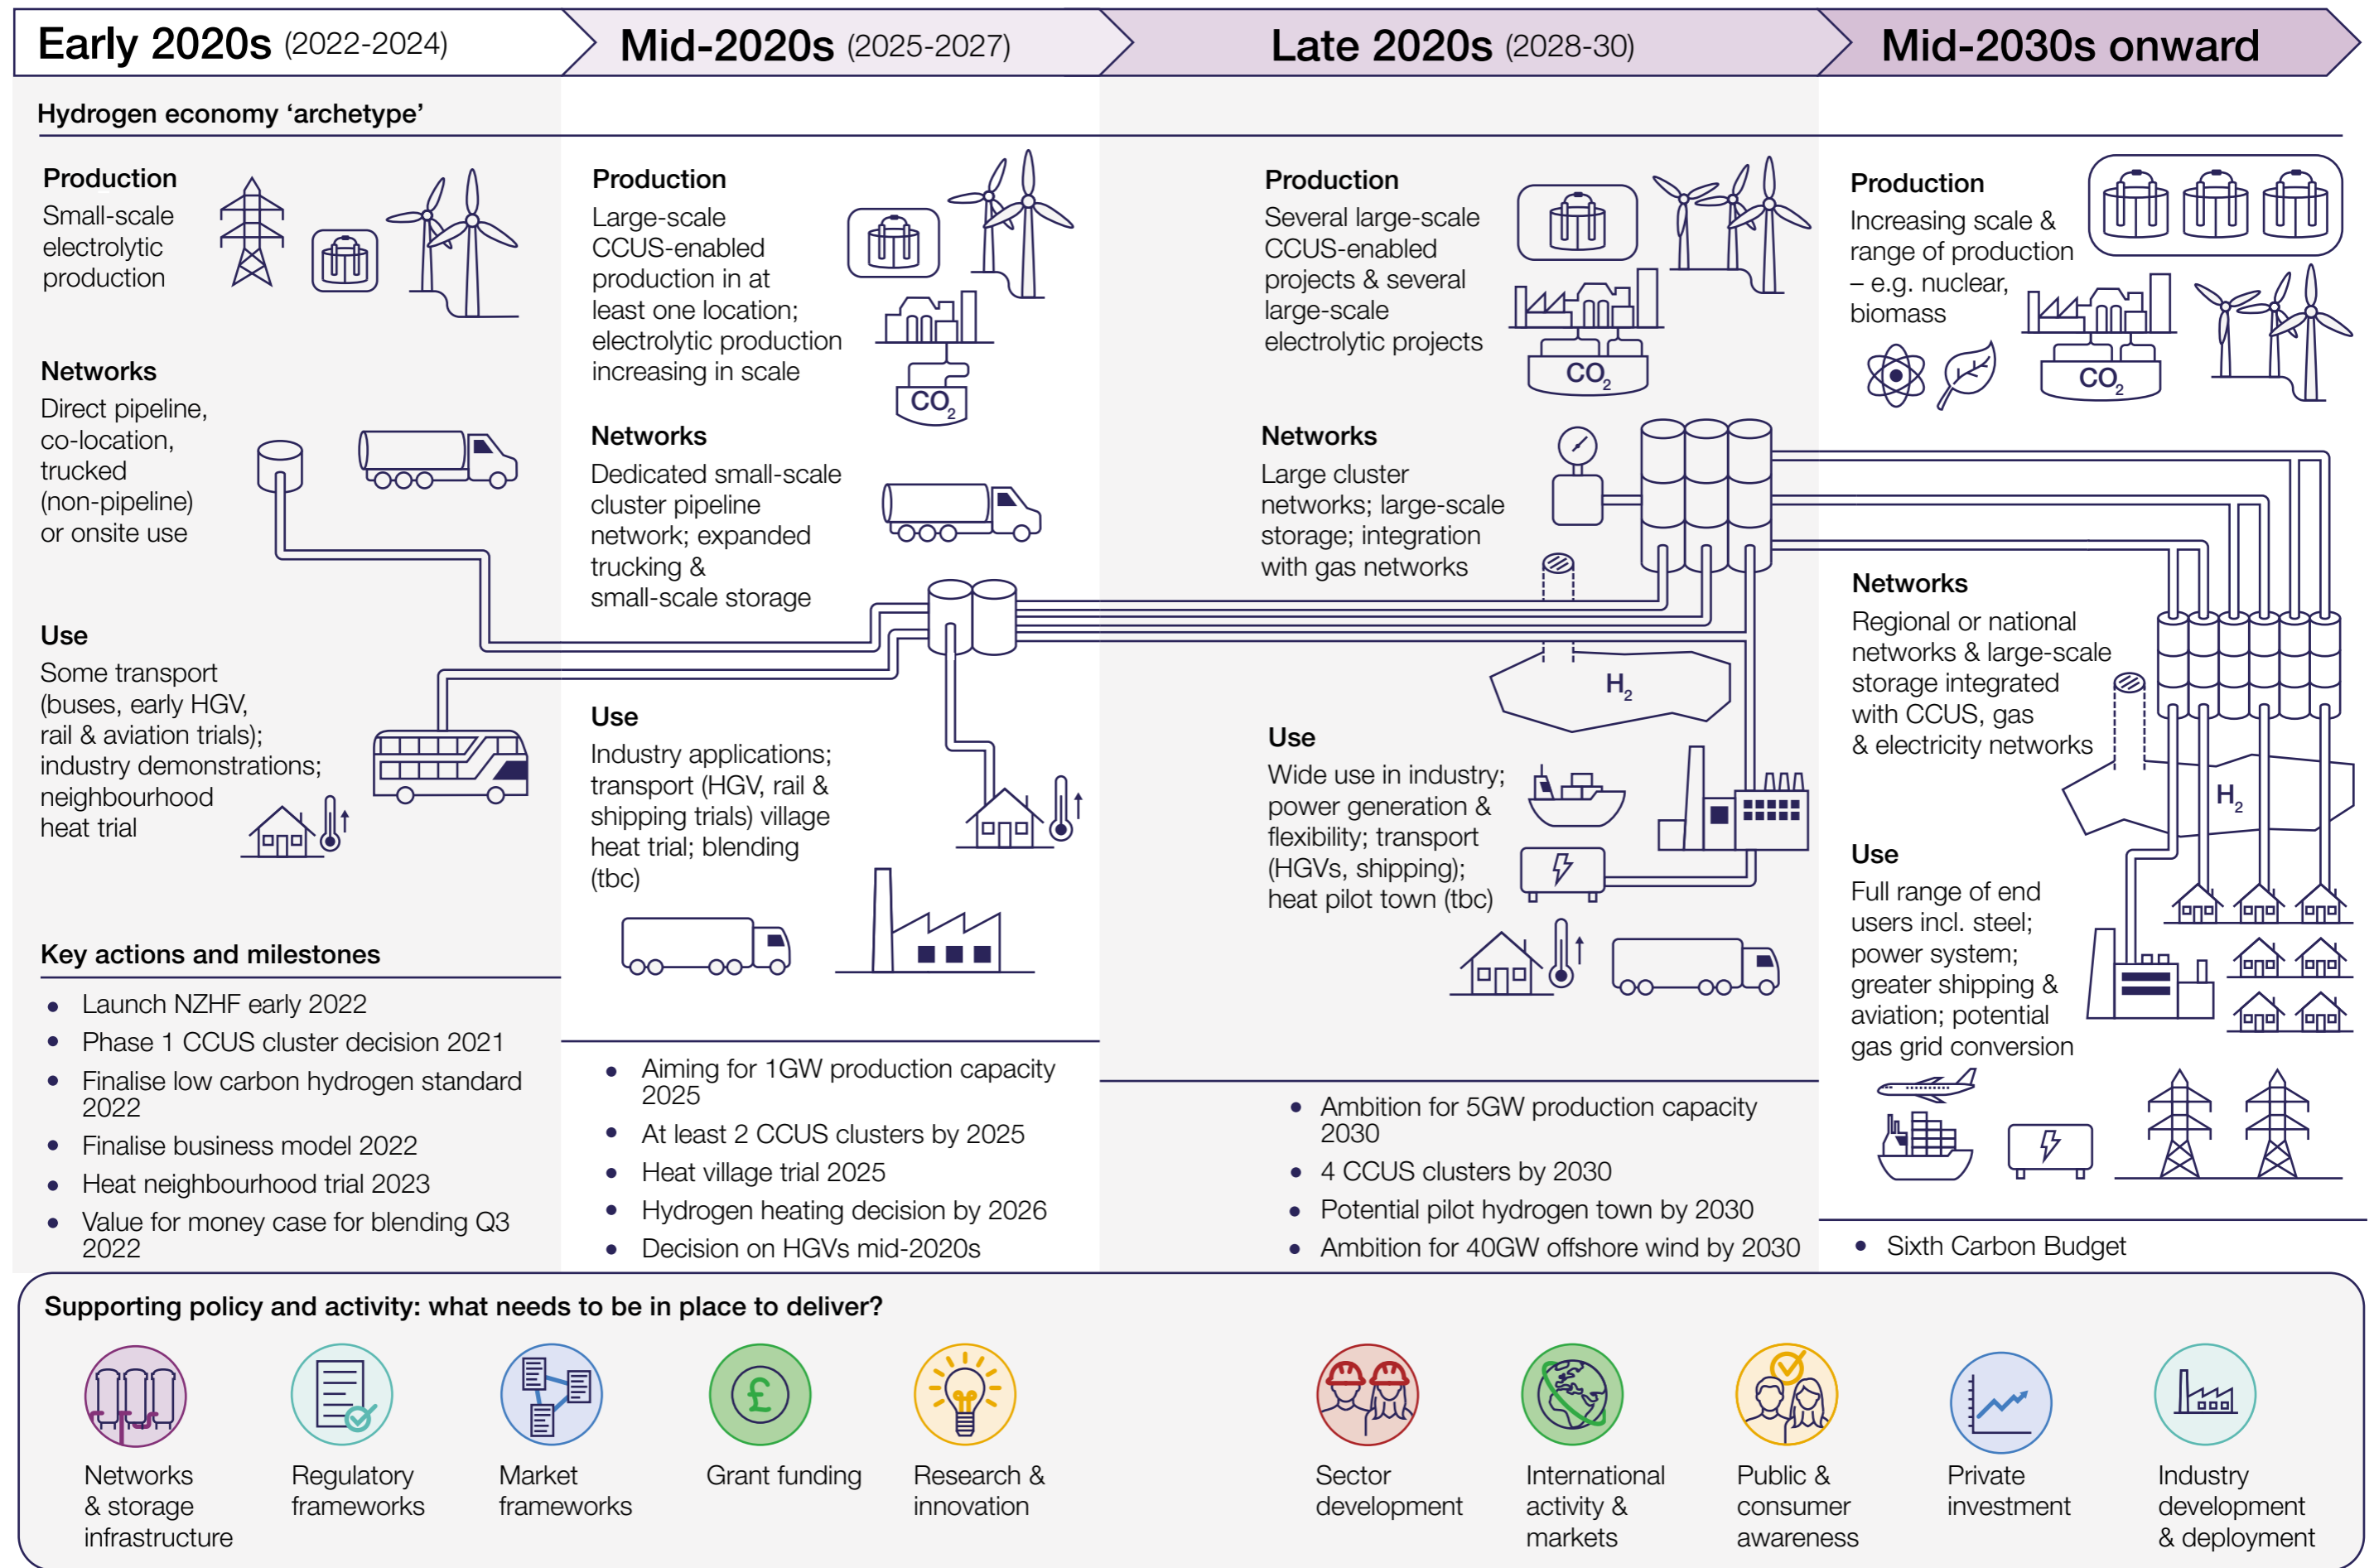 Early 2020s (2022-2024)
Mid-2020s (2025-2027)
Late 2020s (2028-30)
Mid-2030s onward
Hydrogen economy ‘archetype’
Production
Small-scale
electrolytic
production
Networks
Direct pipeline,
co-location,
trucked
(non-pipeline)
or onsite use
Use
Some transport
(buses, early HGV,
rail & aviation trials);
industry demonstrations;
neighbourhood
heat trial
Key actions and milestones
• Launch NZHF early 2022
• Phase 1 CCUS cluster decision 2021
• Finalise low carbon hydrogen standard
2022
• Finalise business model 2022
• Heat neighbourhood trial 2023
• Value for money case for blending Q3
2022
Production
Large-scale
CCUS-enabled
production in at
least one location;
electrolytic production
increasing in scale
CO₂
Networks
Dedicated small-scale
cluster pipeline
network; expanded
trucking &
small-scale storage
Use
Industry applications;
transport (HGV, rail &
shipping trials) village
heat trial; blending
(tbc)
• Aiming for 1GW production capacity
2025
• At least 2 CCUS clusters by 2025
• Heat village trial 2025
• Hydrogen heating decision by 2026
• Decision on HGVs mid-2020s
Production
Several large-scale
CCUS-enabled
projects & several
large-scale
electrolytic projects
CO₂
Networks
Large cluster
networks; large-scale
storage; integration
with gas networks
H₂
Use
Wide use in industry;
power generation &
flexibility; transport
(HGVs, shipping);
heat pilot town (tbc)
• Ambition for 5GW production capacity
2030
• 4 CCUS clusters by 2030
• Potential pilot hydrogen town by 2030
• Ambition for 40GW offshore wind by 2030
Production
Increasing scale &
range of production
– e.g. nuclear,
biomass
CO₂
Networks
Regional or national
networks & large-scale
storage integrated
with CCUS, gas
& electricity networks
H₂
Use
Full range of end
users incl. steel;
power system;
greater shipping &
aviation; potential
gas grid conversion
• Sixth Carbon Budget
Supporting policy and activity: what needs to be in place to deliver?
£
Networks
& storage
infrastructure
Regulatory
frameworks
Market
frameworks
Grant funding
Research &
innovation
Sector
development
International
activity &
markets
Public &
consumer
awareness
Private
investment
Industry
development
& deployment